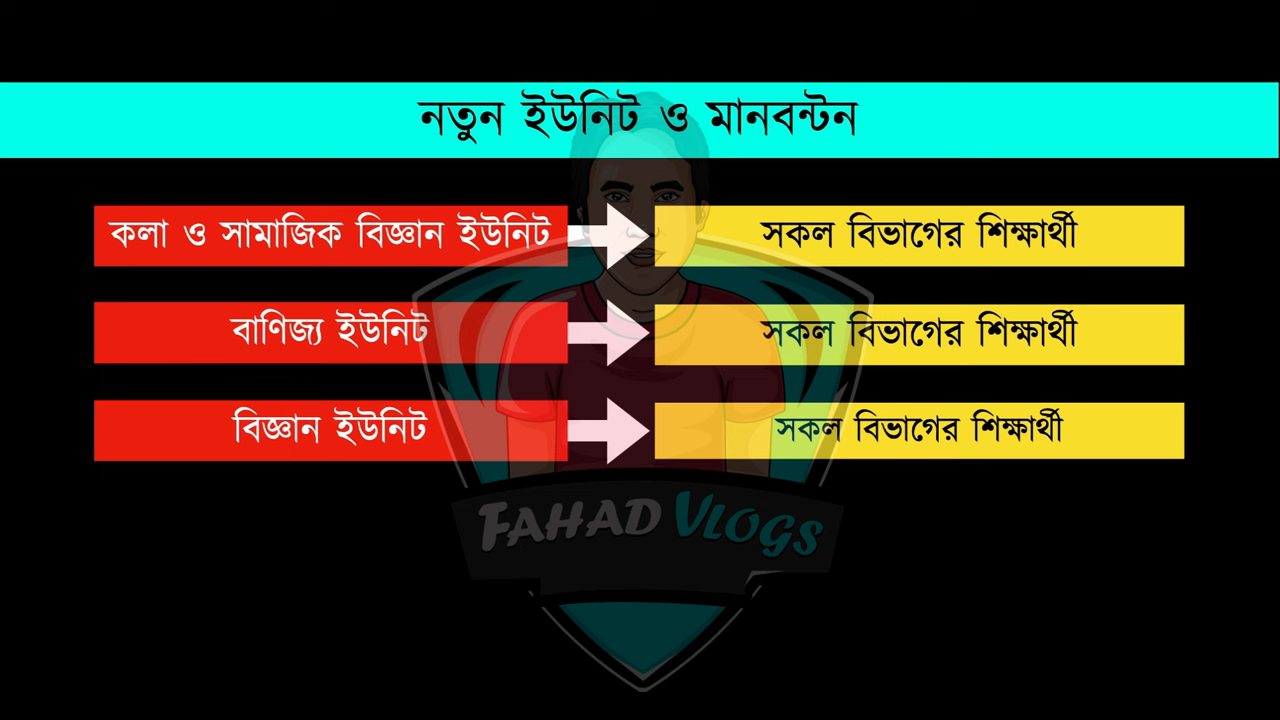 নতুন ইউনিট ও মানবন্টন
কলা ও সামাজিক বিজ্ঞান ইউনিট
সকল বিভাগের শিক্ষার্থী
বাণিজ্য ইউনিট
সকল বিভাগের শিক্ষার্থী
বিজ্ঞান ইউনিট
সকল বিভাগের শিক্ষার্থী
FAHAD VLOGS